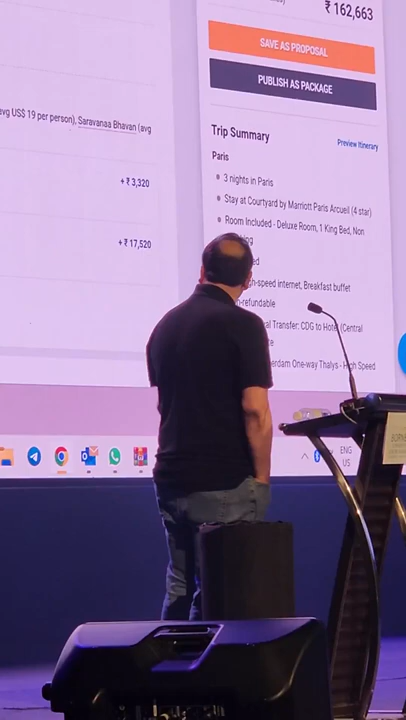 ₹ 162,663
SAVE AS PROPOSAL
PUBLISH AS PACKAGE
avg US$ 19 per person), Saravanaa Bhavan (avg
Trip Summary
Preview Itinerary
Paris
+ ₹ 3,320
3 nights in Paris
Stay at Courtyard by Marriott Paris Arcueil (4 star)
Room Included - Deluxe Room, 1 King Bed, Non
+ ₹ 17,520
-speed internet, Breakfast buffet
-refundable
Transfer: CDG to Hotel (Central
One-way Thalys - High Speed
ENG
US